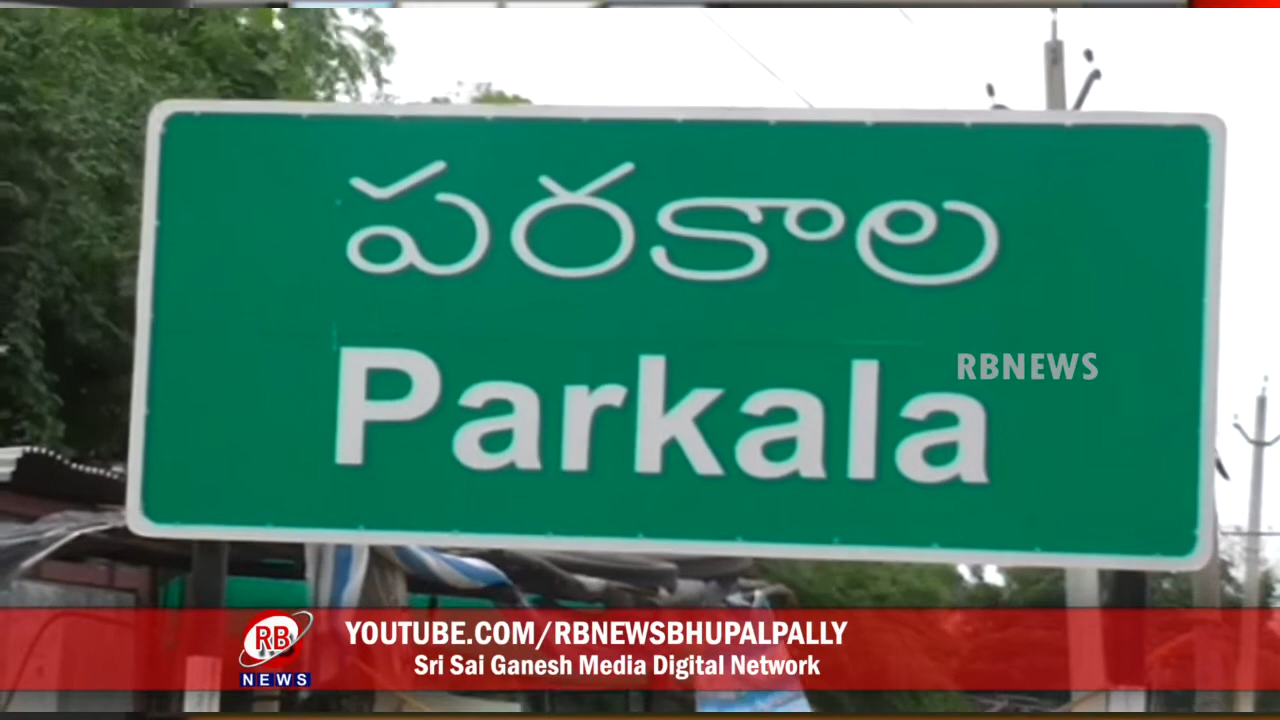 పరకాల
Parkala
RBNEWS
RB
NEWS
YOUTUBE.COM/RBNEWSBHUPALPALLY
Sri Sai Ganesh Media Digital Network